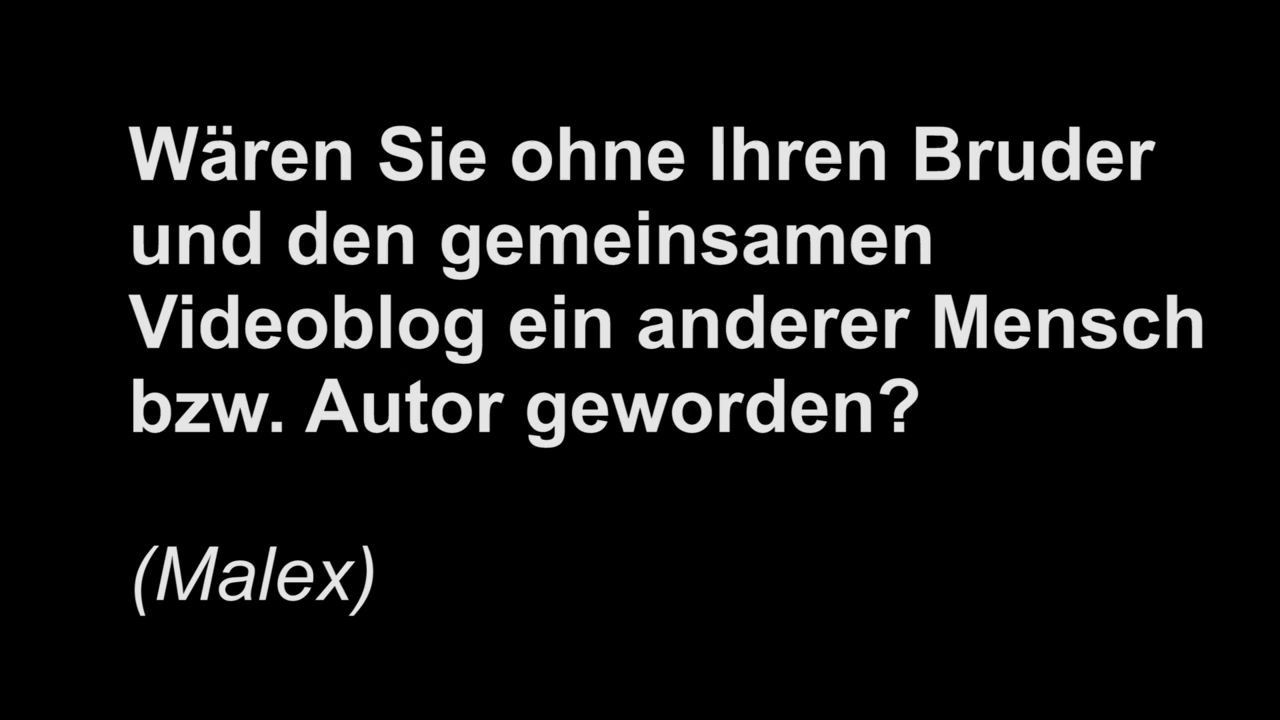 Wären Sie ohne Ihren Bruder
und den gemeinsamen
Videoblog ein anderer Mensch
bzw. Autor geworden?
(Malex)